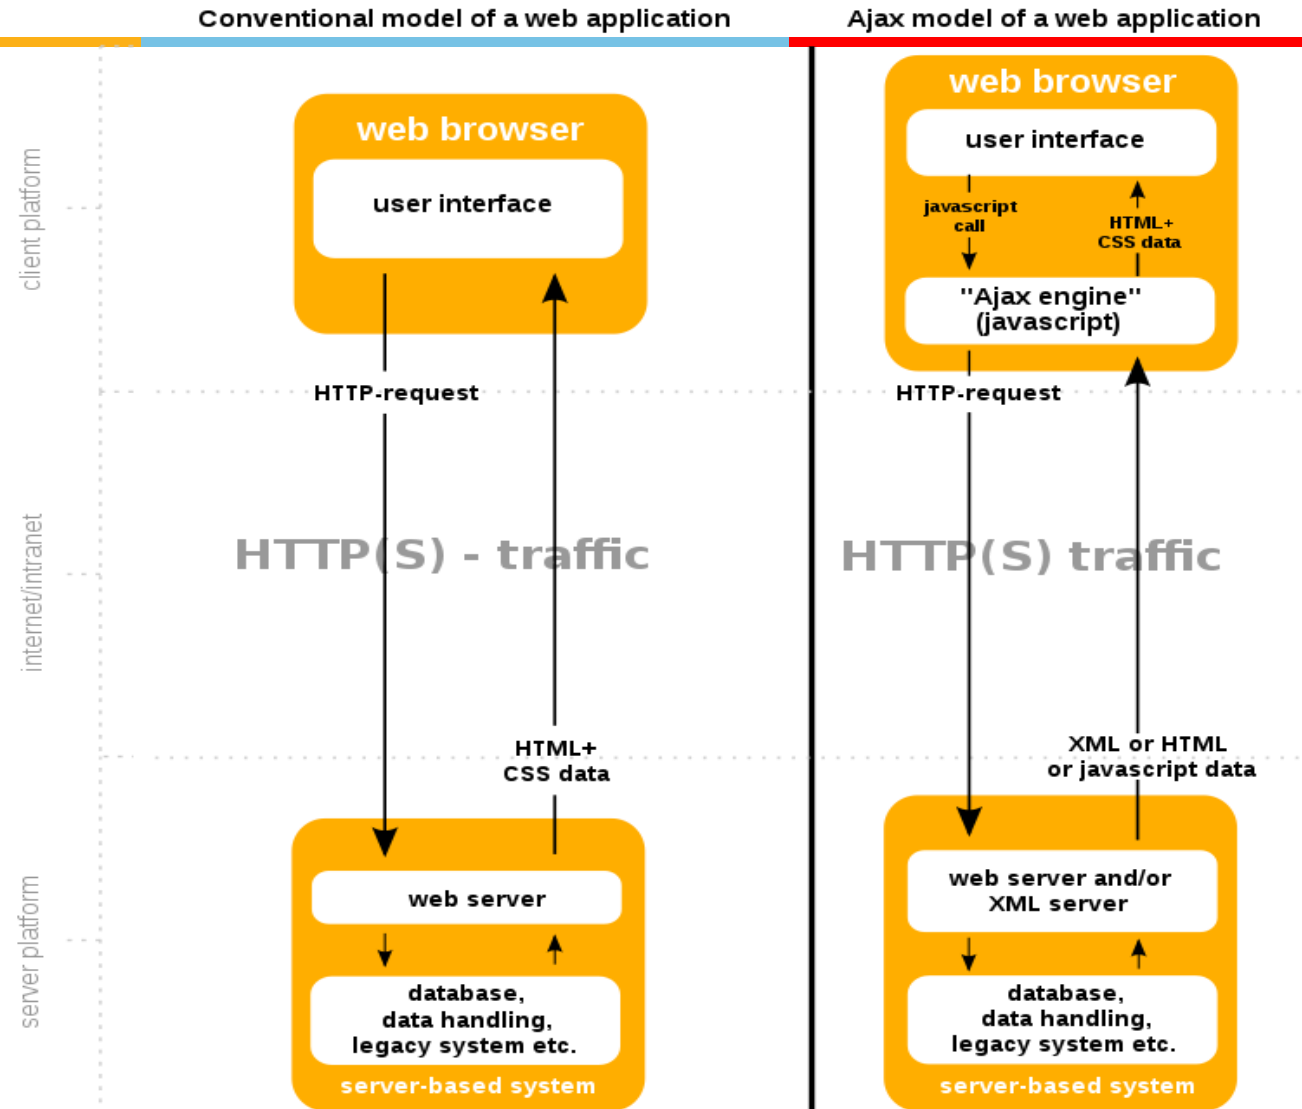 Conventional model of a web application
Ajax model of a web application
client platform
internet/intranet
server platform
web browser
user interface
HTTP-request
HTTP(S) - traffic
HTML+
CSS data
web server
database,
data handling,
legacy system etc.
server-based system
web browser
user interface
javascript
call
HTML+
CSS data
"Ajax engine"
(javascript)
HTTP-request
HTTP(S) traffic
XML or HTML
or javascript data
web server and/or
XML server
database,
data handling,
legacy system etc.
server-based system